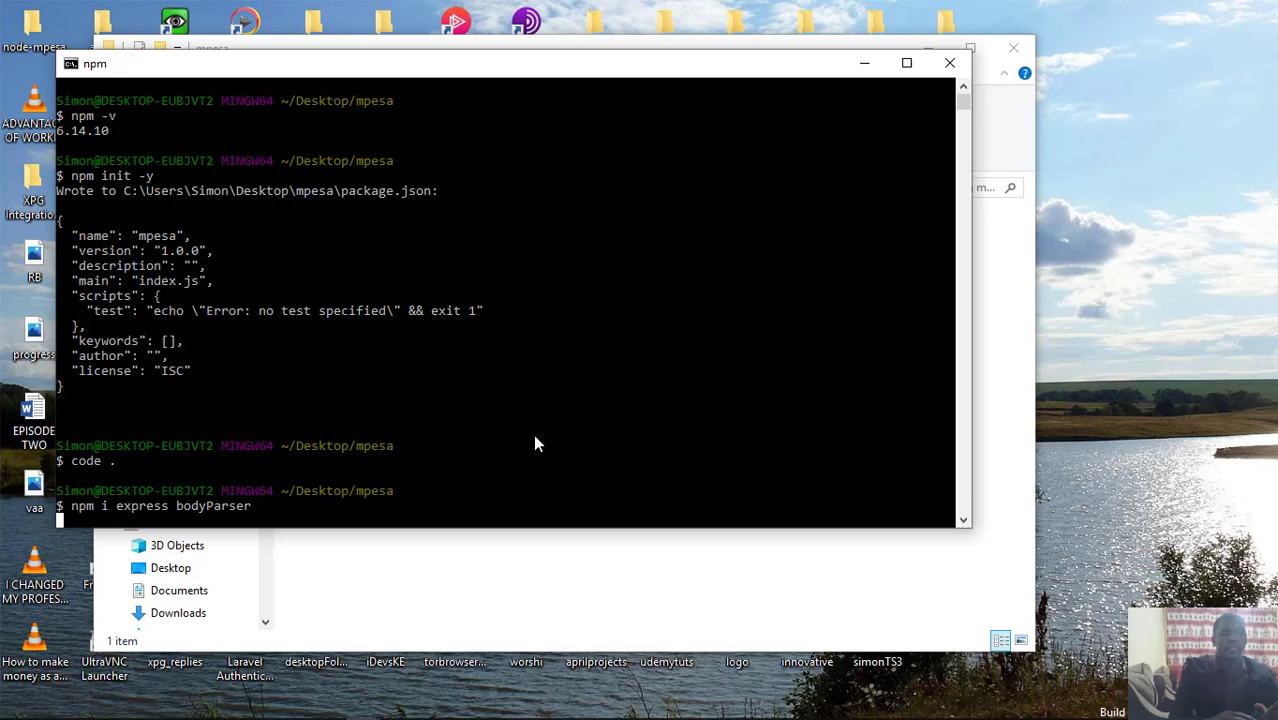 node-mpesa
mpesa
npm
Simon@DESKTOP-EUBJVT2 MINGW64 ~/Desktop/mpesa
$ npm -v
6.14.10
Simon@DESKTOP-EUBJVT2 MINGW64 ~/Desktop/mpesa
$ npm init -y
Wrote to C:\Users\Simon\Desktop\mpesa\package.json:
{
"name": "mpesa",
"version": "1.0.0",
"description": "",
"main": "index.js",
"scripts": {
"test": "echo \"Error: no test specified\" && exit 1"
},
"keywords": [],
"author": "",
"license": "ISC"
}
Simon@DESKTOP-EUBJVT2 MINGW64 ~/Desktop/mpesa
$ code .
Simon@DESKTOP-EUBJVT2 MINGW64 ~/Desktop/mpesa
$ npm i express bodyParser
ADVANTAG
OF WORKI
XPG
Integratio...
RB
progress
EPISODE
TWO
vaa
I CHANGED
MY PROFES...
How to make
money as a...
m...
3D Objects
Desktop
Documents
Downloads
1 item
UltraVNC
Launcher
xpg_replies
Laravel
Authentic...
desktopFol...
iDevsKE
torbrowser...
worshi
aprilprojects
udemytuts
logo
innovative
simonTS3
Build